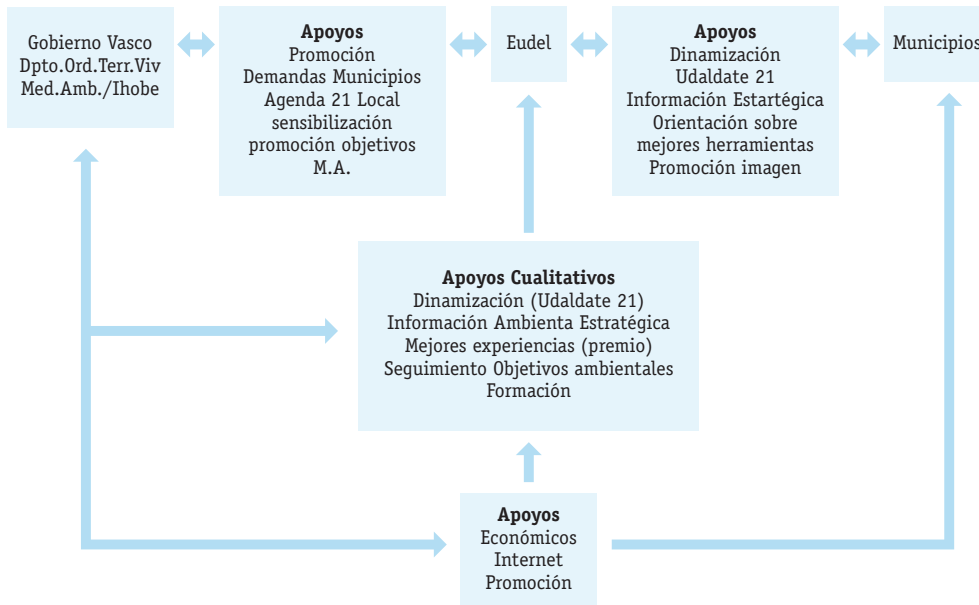 Gobierno Vasco
Dpto.Ord.Terr.Viv
Med.Amb./Ihobe
Apoyos
Promoción
Demandas Municipios
Agenda 21 Local
sensibilización
promoción objetivos
M.A.
Eudel
Apoyos
Dinamización
Udaldate 21
Información Estartégica
Orientación sobre
mejores herramientas
Promoción imagen
Municipios
Apoyos Cualitativos
Dinamización (Udaldate 21)
Información Ambienta Estratégica
Mejores experiencias (premio)
Seguimiento Objetivos ambientales
Formación
Apoyos
Económicos
Internet
Promoción